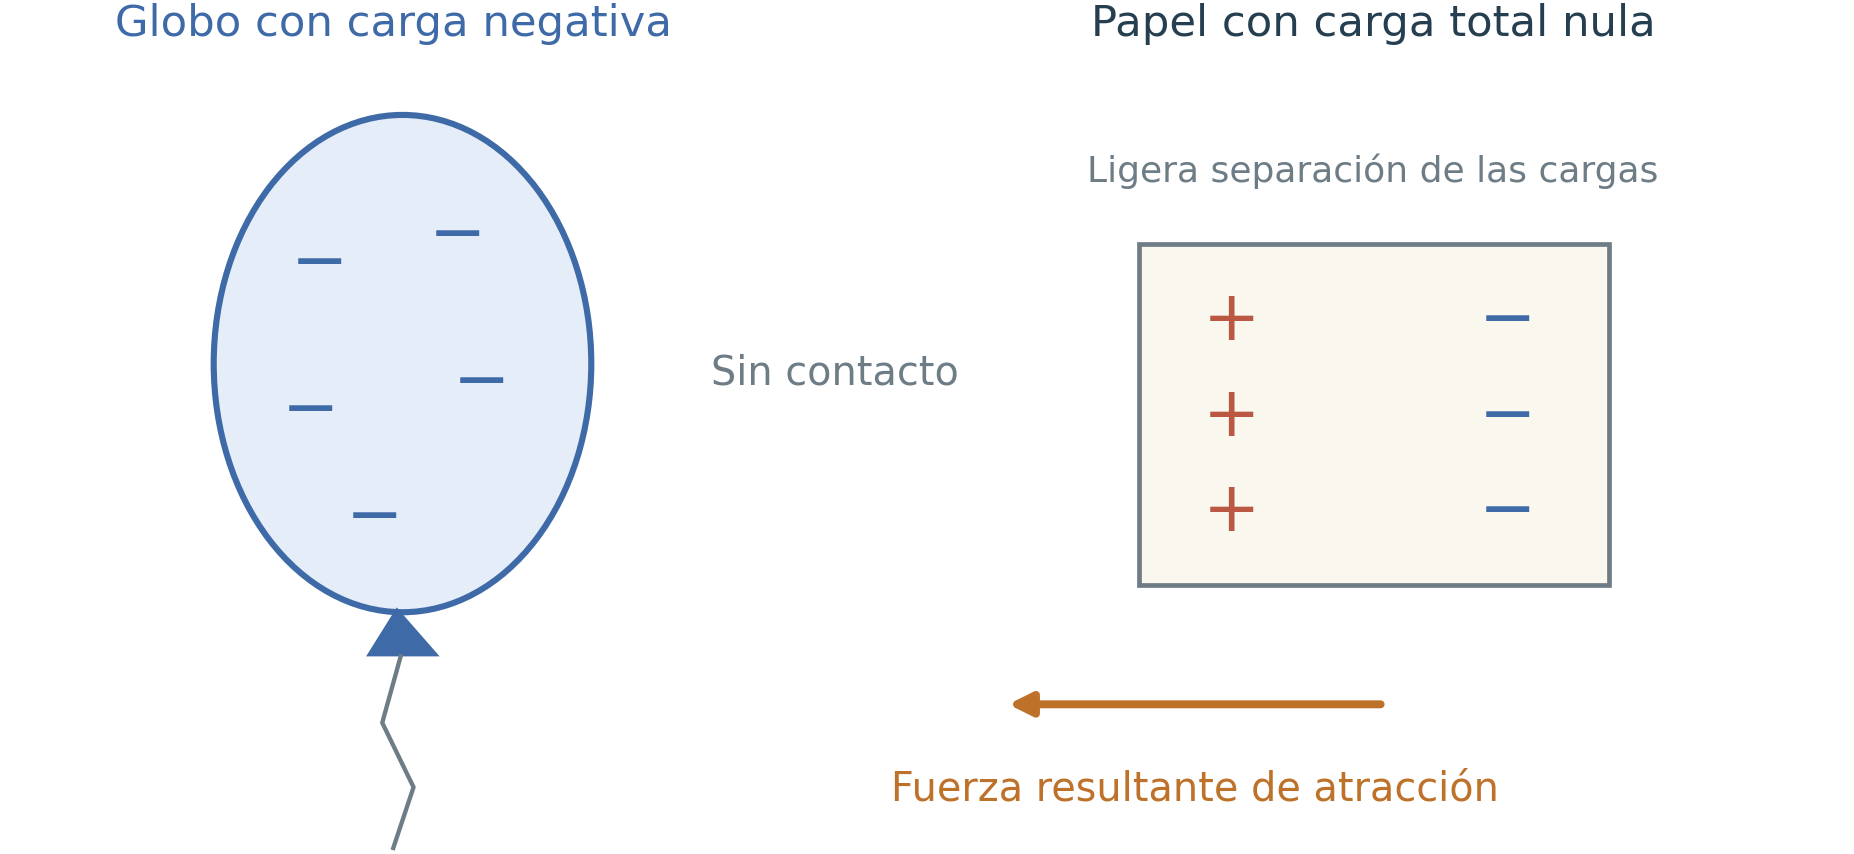 Globo con carga negativa
Papel con carga total nula
Ligera separación de las cargas
— — — — —
+ —
+ —
+ —
Sin contacto
Fuerza resultante de atracción